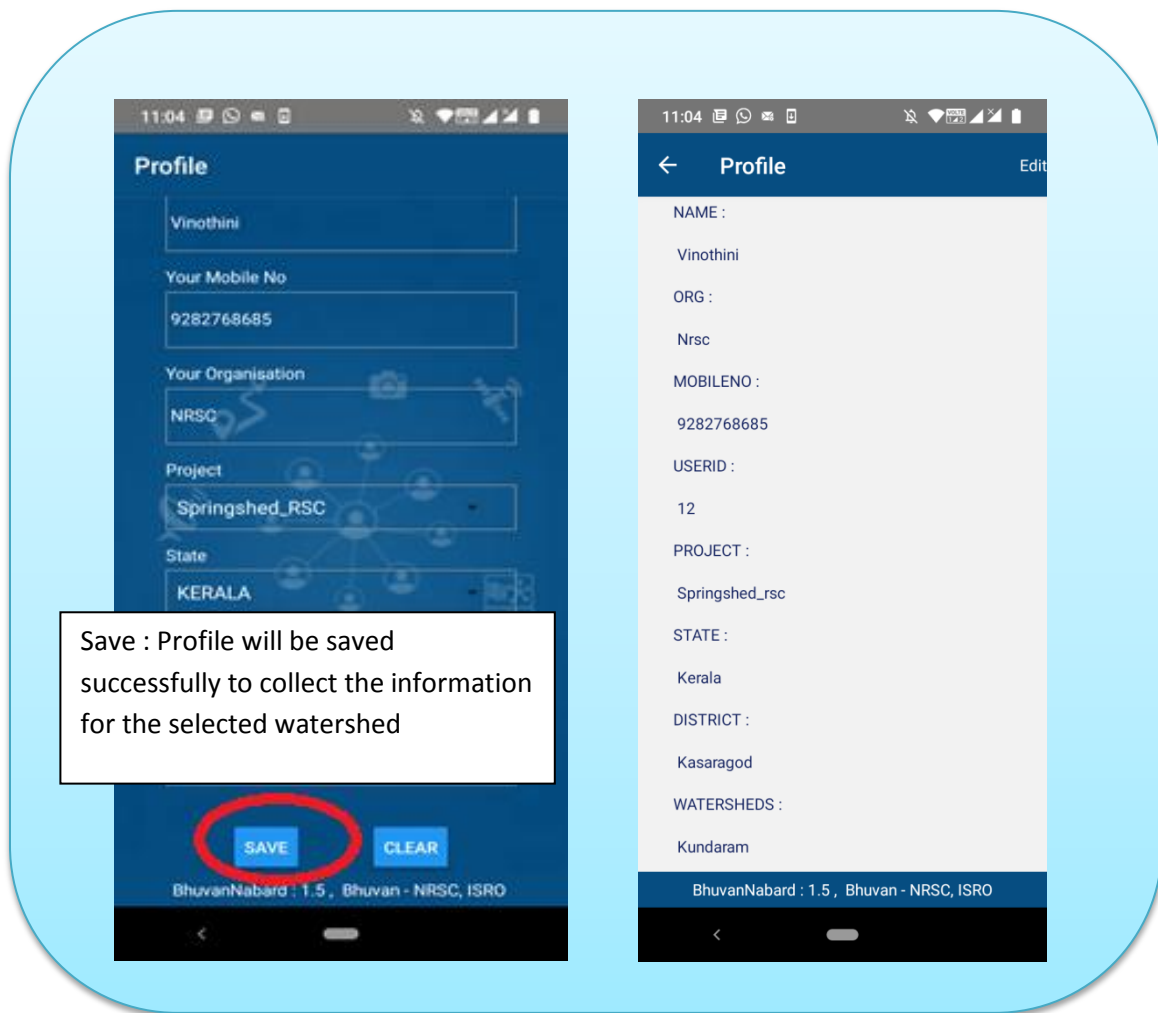 11:04
Profile
Vinothini
Your Mobile No
9282768685
Your Organisation
NRSC
Project
Springshed_RSC
State
KERALA
Save : Profile will be saved
successfully to collect the information
for the selected watershed
SAVE CLEAR
BhuvanNabard : 1.5 , Bhuvan - NRSC, ISRO
11:04
Profile Edit
NAME :
Vinothini
ORG :
Nrsc
MOBILENO :
9282768685
USERID :
12
PROJECT :
Springshed_rsc
STATE :
Kerala
DISTRICT :
Kasaragod
WATERSHEDS :
Kundaram
BhuvanNabard : 1.5 , Bhuvan - NRSC, ISRO